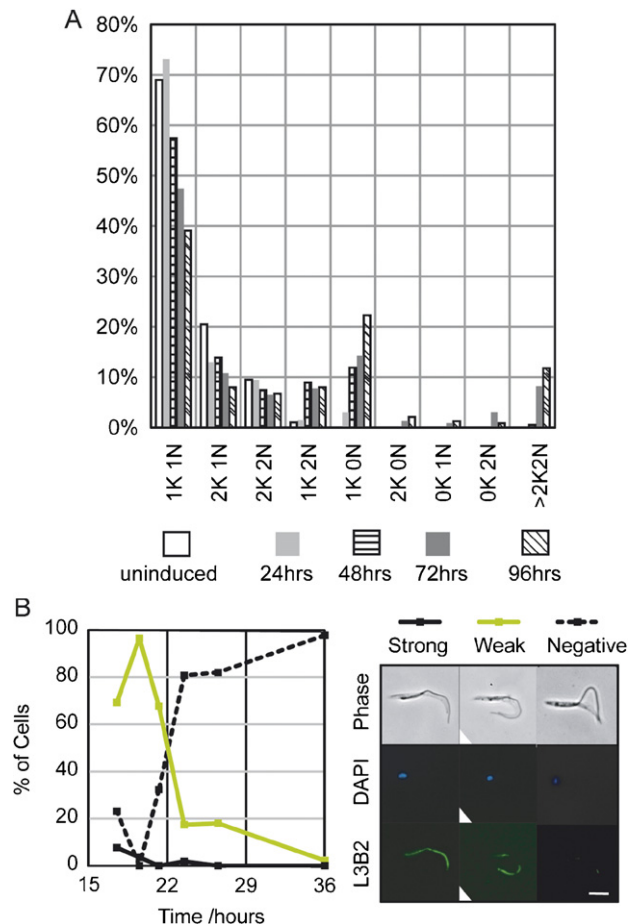 A
80%
70%
60%
50%
40%
30%
20%
10%
0%
1K 1N
2K 1N
2K 2N
1K 2N
1K 0N
2K 0N
0K 1N
0K 2N
>2K2N
uninduced 24hrs 48hrs 72hrs 96hrs
B
% of Cells
100
80
60
40
20
0
15 22 29 36
Time /hours
Strong Weak Negative
Phase
DAPI
L3B2